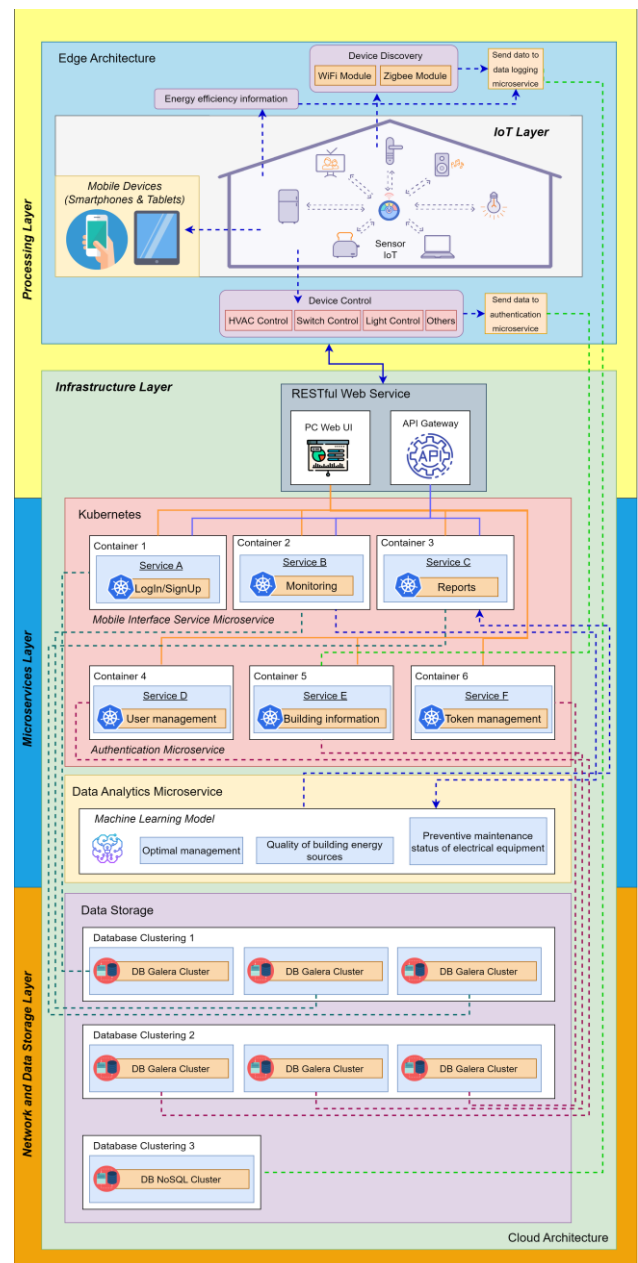 Edge Architecture
Device Discovery
WiFi Module
Zigbee Module
Send dato to
data logging
microservice
Energy efficiency information
IoT Layer
Mobile Devices
(Smartphones & Tablets)
Sensor
IoT
Processing Layer
Device Control
HVAC Control
Switch Control
Light Control
Others
Send data to
authentication
microservice
Infrastructure Layer
RESTful Web Service
PC Web UI
API Gateway
API
Kubernetes
Container 1
Service A
LogIn/SignUp
Container 2
Service B
Monitoring
Container 3
Service C
Reports
Mobile Interface Service Microservice
Microservices Layer
Container 4
Service D
User management
Container 5
Service E
Building information
Container 6
Service F
Token management
Authentication Microservice
Data Analytics Microservice
Machine Learning Model
Optimal management
Quality of building energy
sources
Preventive maintenance
status of electrical equipment
Network and Data Storage Layer
Data Storage
Database Clustering 1
DB Galera Cluster
DB Galera Cluster
DB Galera Cluster
Database Clustering 2
DB Galera Cluster
DB Galera Cluster
DB Galera Cluster
Database Clustering 3
DB NoSQL Cluster
Cloud Architecture